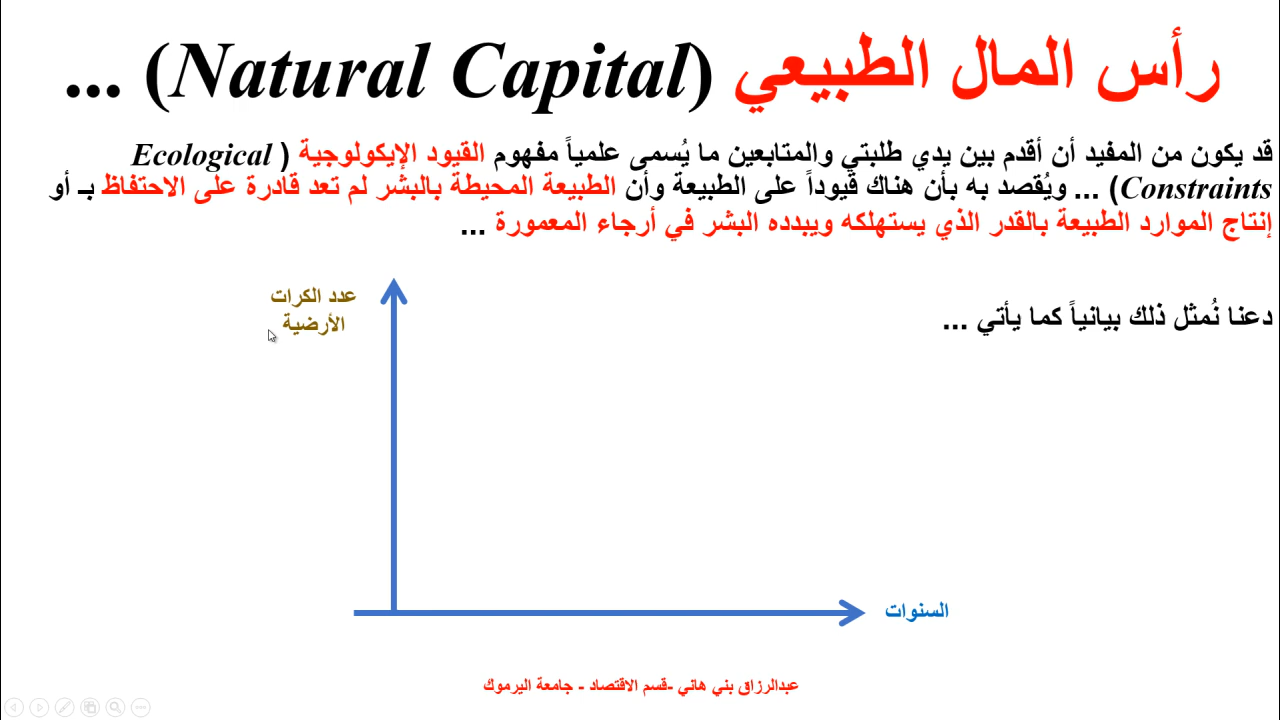 رأس المال الطبيعي (Natural Capital) ...
قد يكون من المفيد أن أقدم بين يدي طلبتي والمتابعين ما يُسمى علمياً مفهوم القيود الإيكولوجية (Ecological
Constraints) ... ويُقصد به بأن هناك قيوداً على الطبيعة وأن الطبيعة المحيطة بالبشر لم تعد قادرة على الاحتفاظ بـ أو
إنتاج الموارد الطبيعة بالقدر الذي يستهلكه ويبدده البشر في أرجاء المعمورة ...
دعنا نُمثل ذلك بيانياً كما يأتي ...
عدد الكرات
الأرضية
السنوات
عبدالرزاق بني هاني -قسم الاقتصاد - جامعة اليرموك